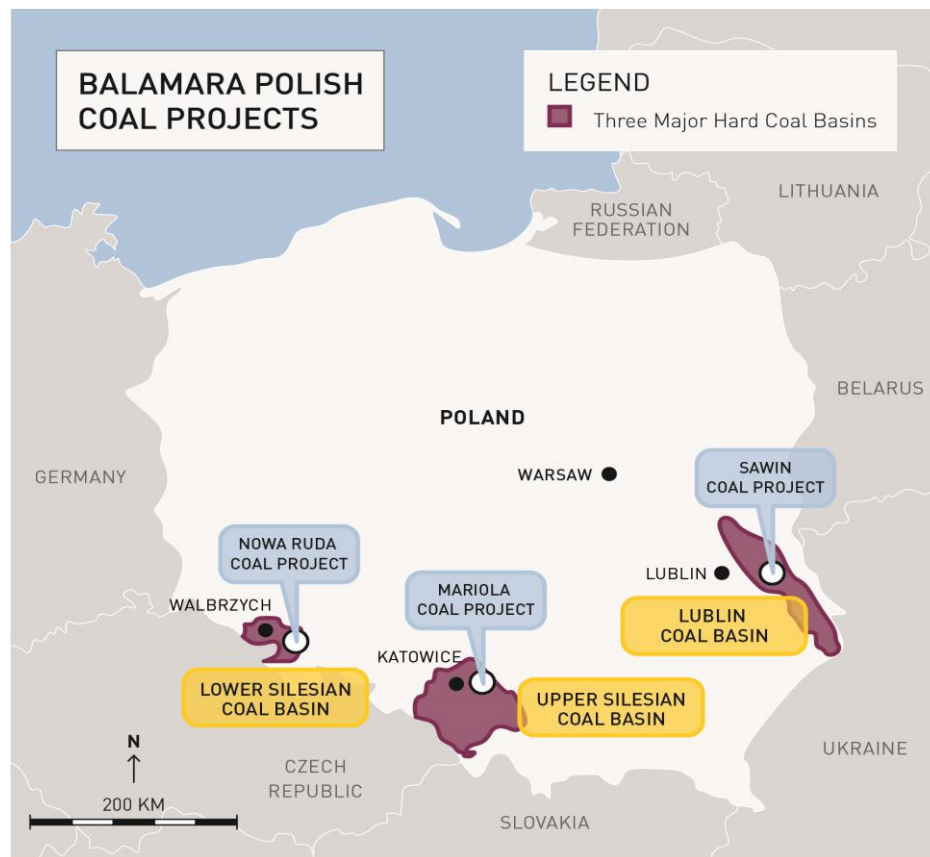 BALAMARA POLISH
COAL PROJECTS
LEGEND
Three Major Hard Coal Basins
LITHUANIA
RUSSIAN
FEDERATION
BELARUS
POLAND
GERMANY
WARSAW
SAWIN
COAL PROJECT
NOWA RUDA
COAL PROJECT
LUBLIN
MARIOLA
COAL PROJECT
WALBRZYCH
LUBLIN
COAL BASIN
KATOWICE
LOWER SILESIAN
COAL BASIN
UPPER SILESIAN
COAL BASIN
UKRAINE
N
CZECH
REPUBLIC
200 KM
SLOVAKIA